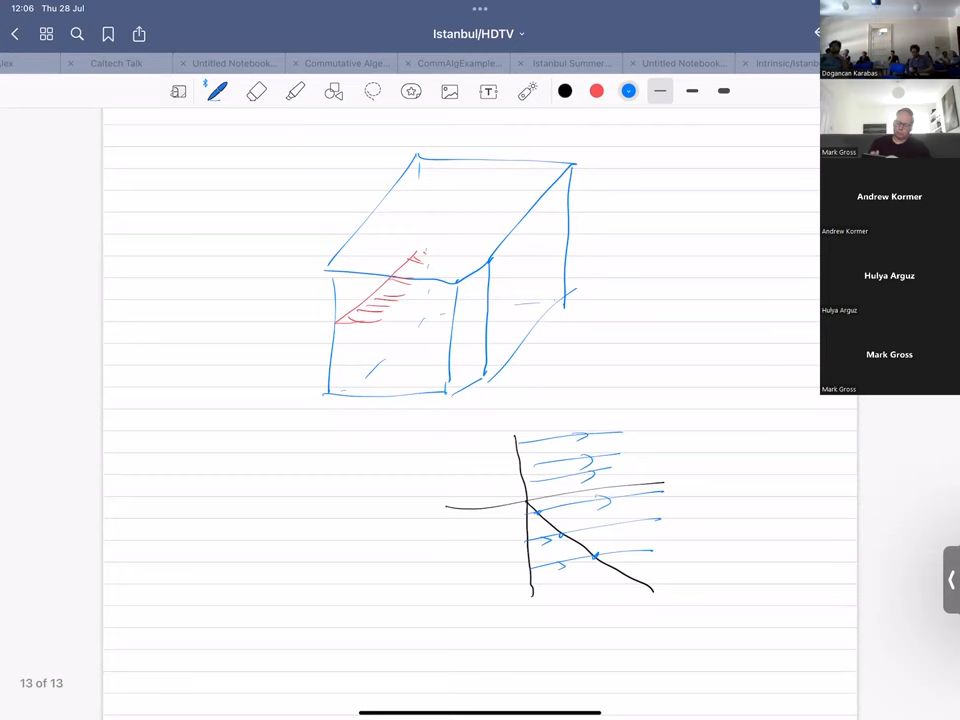 12:06 Thu 28 Jul
Istanbul/HDTV
lex
Caltech Talk
Untitled Notebook...
Commutative Alge...
CommAlgExample...
Istanbul Summer...
Untitled Notebook...
Intrinsic/Istanb
Dogancan Karabas
Mark Gross
Andrew Kormer
Andrew Kormer
Hulya Arguz
Hulya Arguz
Mark Gross
Mark Gross
13 of 13